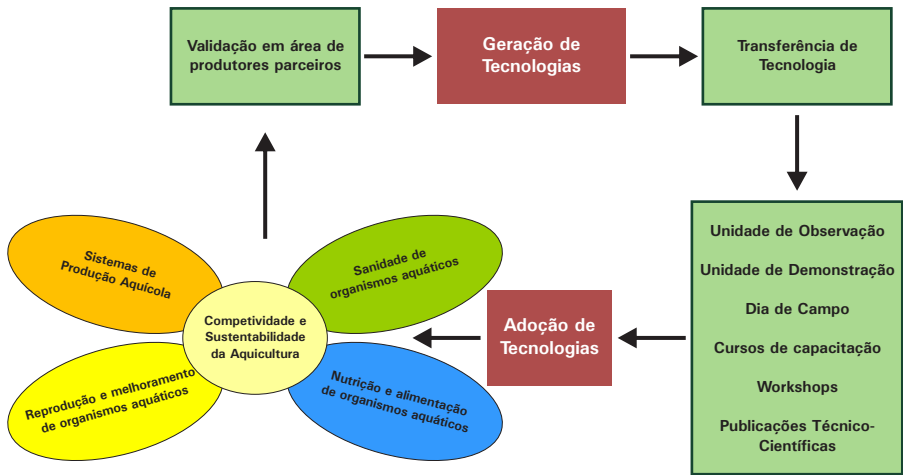 Validação em área de
produtores parceiros
Geração de
Tecnologias
Transferência de
Tecnologia
Sistemas de
Produção Aquícola
Sanidade de
organismos aquáticos
Competividade e
Sustentabilidade
da Aquicultura
Reprodução e melhoramento
de organismos aquáticos
Nutrição e alimentação
de organismos aquáticos
Adoção de
Tecnologias
Unidade de Observação
Unidade de Demonstração
Dia de Campo
Cursos de capacitação
Workshops
Publicações Técnico-
Científicas